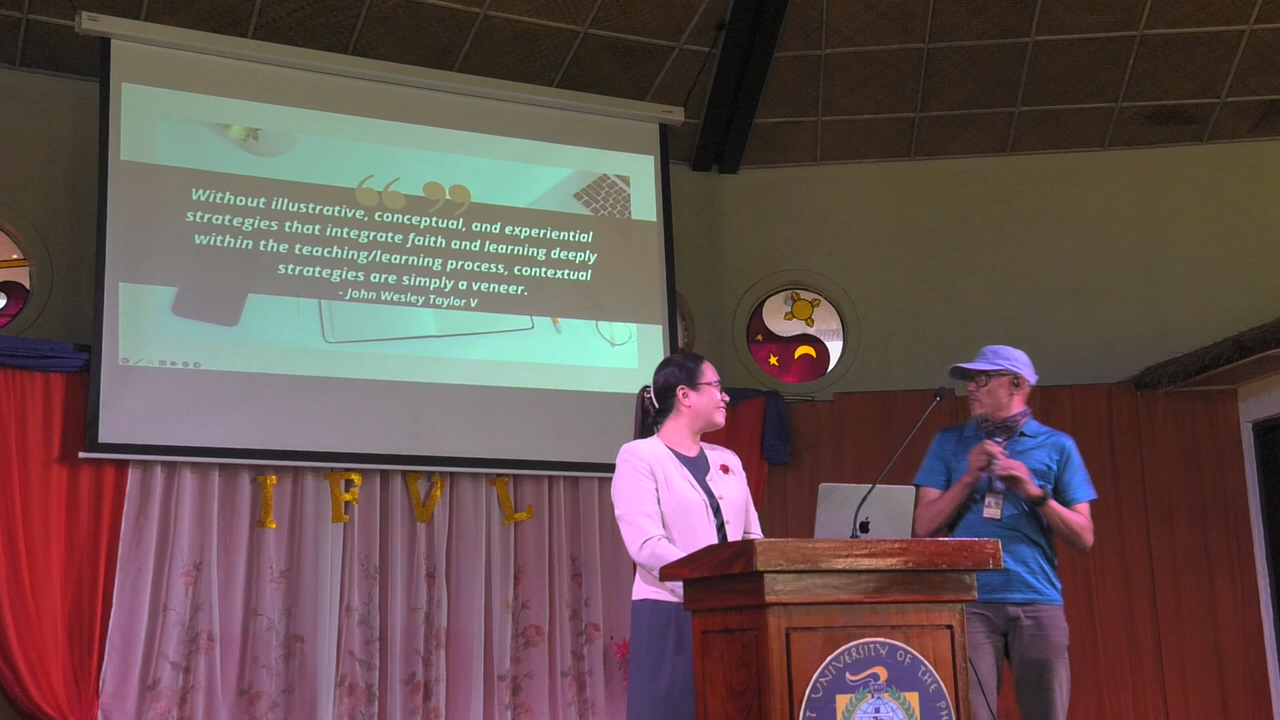 Without illustrative, conceptual, and experiential
strategies that integrate faith and learning deeply
within the teaching/learning process, contextual
strategies are simply a veneer.
- John Wesley Taylor V
I F V L
T UNIVERSITY OF THE PH
1917